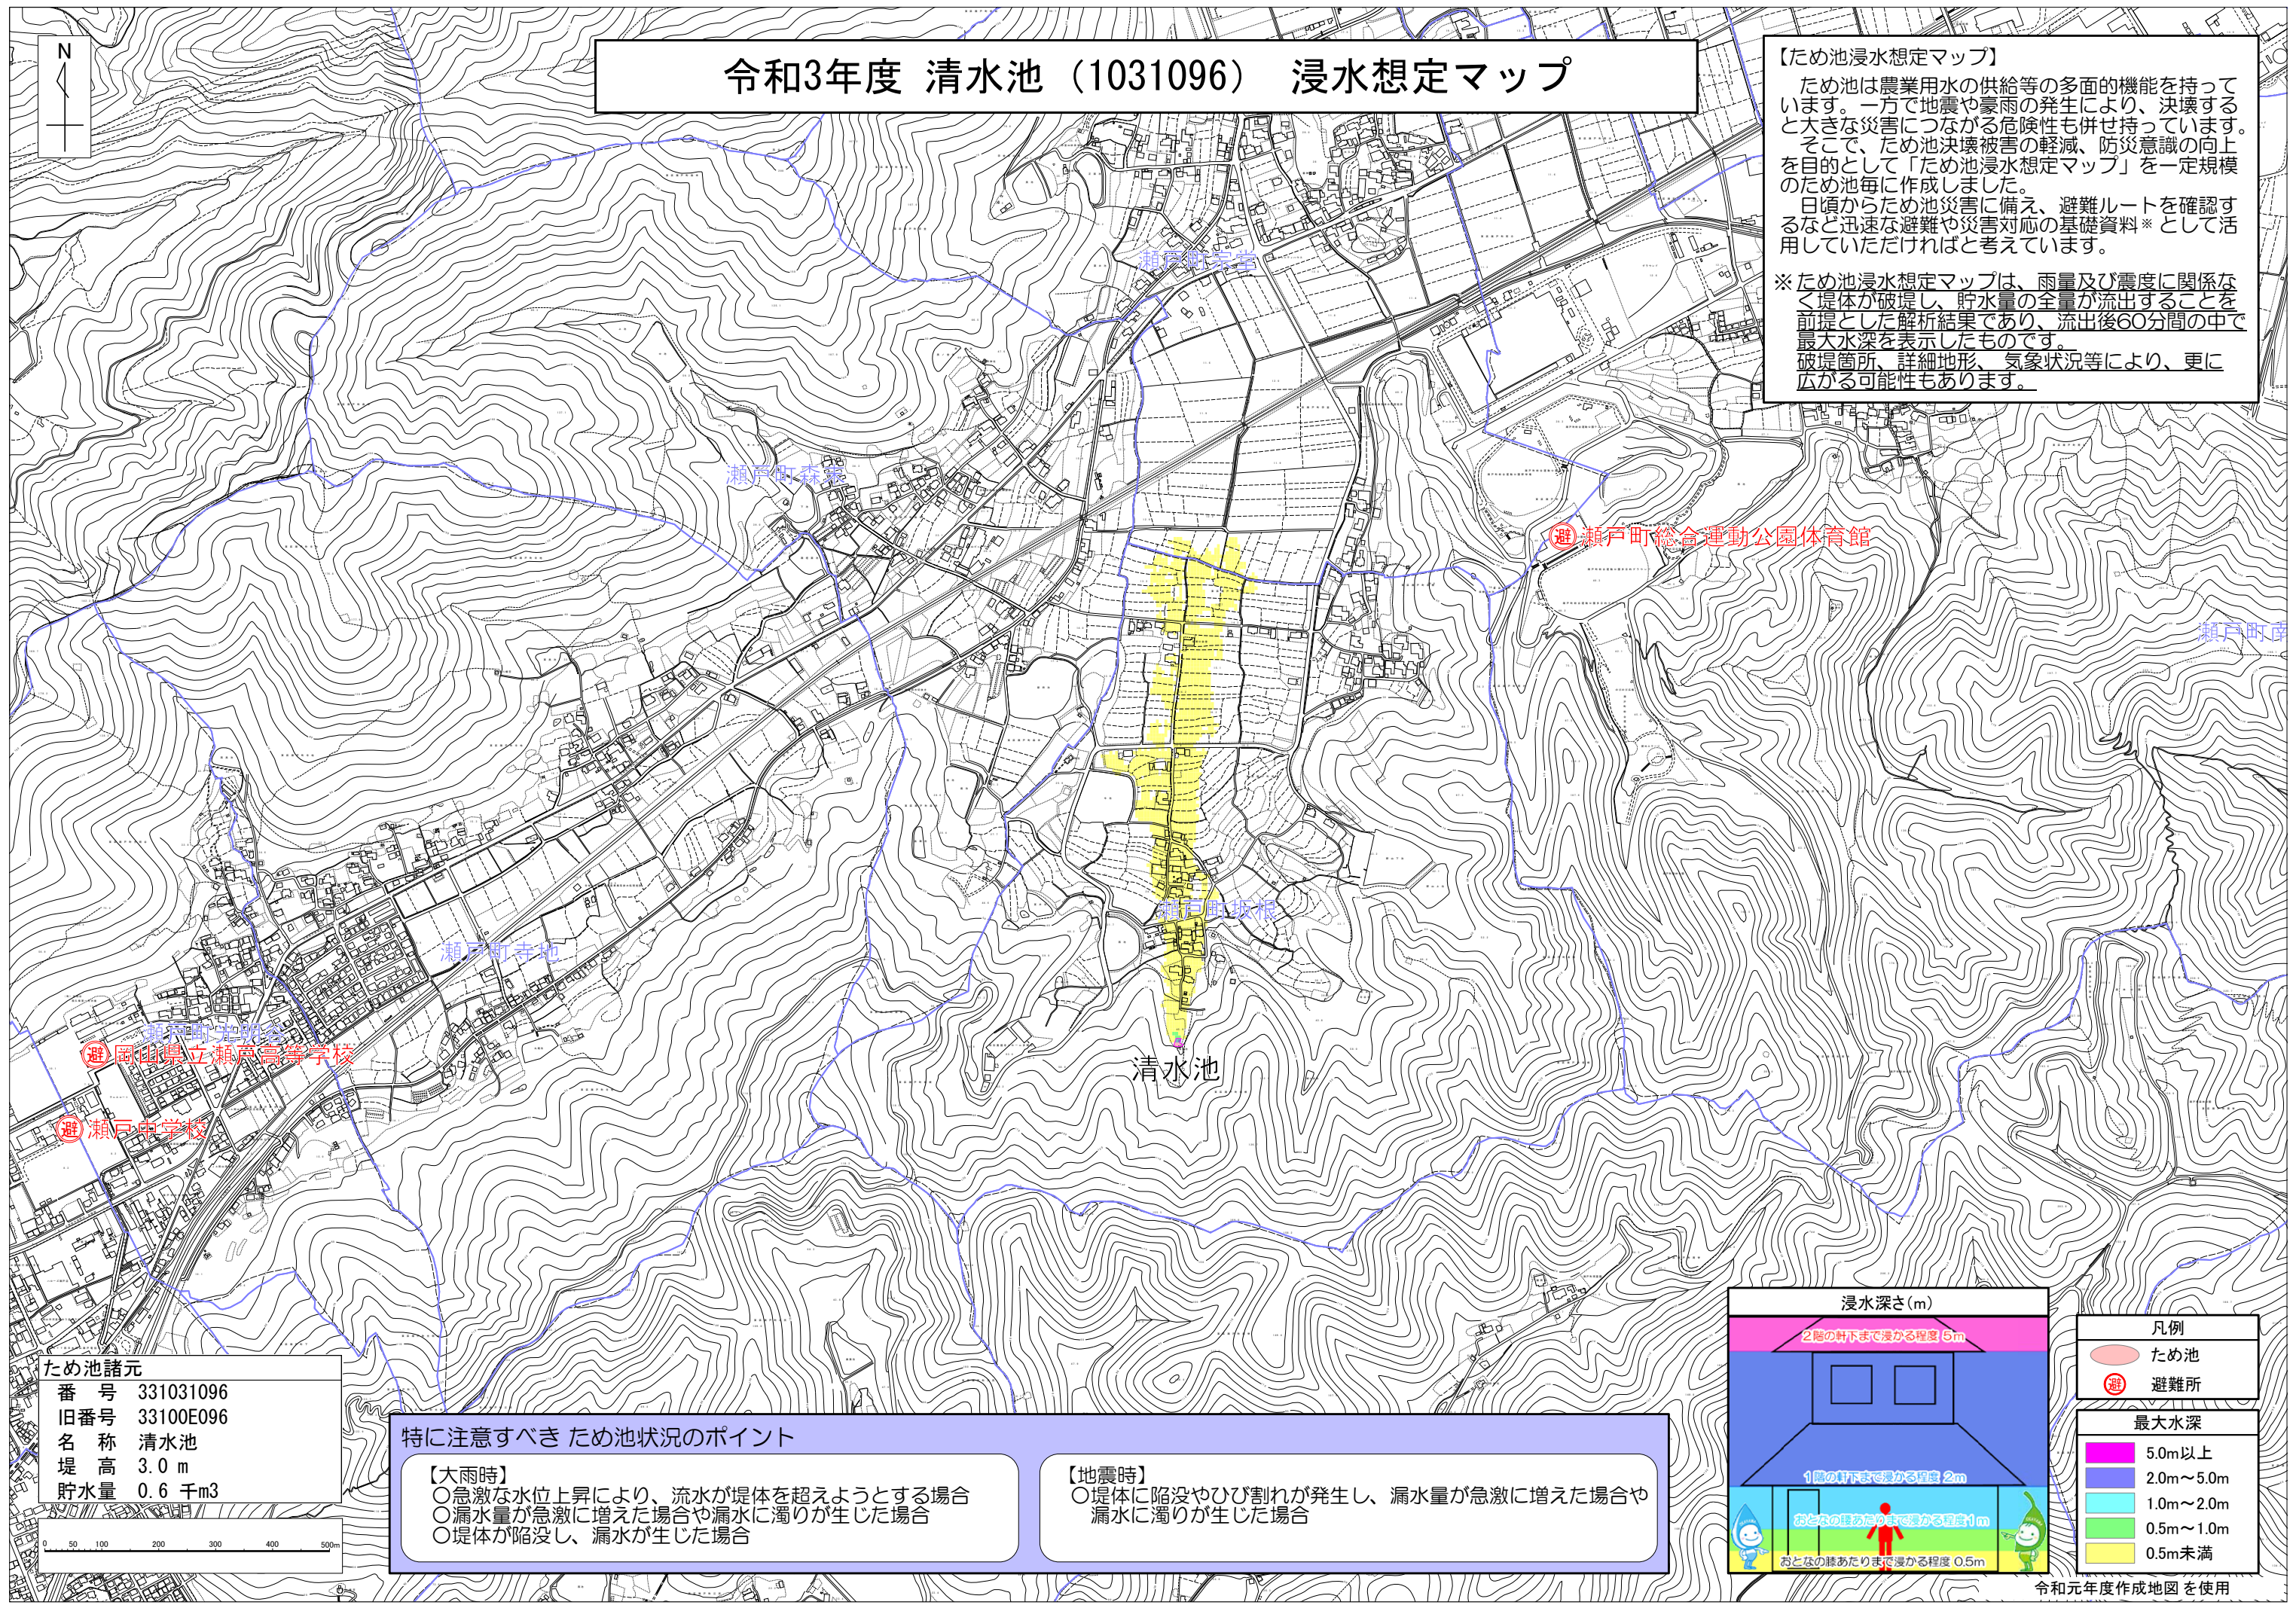 N
令和3年度 清水池（1031096） 浸水想定マップ
【ため池浸水想定マップ】
ため池は農業用水の供給等の多面的機能を持って
います。一方で地震や豪雨の発生により、決壊する
と大きな災害につながる危険性も併せ持っています。
そこで、ため池決壊被害の軽減、防災意識の向上
を目的として「ため池浸水想定マップ」を一定規模
のため池毎に作成しました。
日頃からため池災害に備え、避難ルートを確認す
るなど迅速な避難や災害対応の基礎資料※として活
用していただければと考えています。
※ため池浸水想定マップは、雨量及び震度に関係な
く堤体が破堤し、貯水量の全量が流出することを
前提とした解析結果であり、流出後60分間の中で
最大水深を表示したものです。
破堤箇所、詳細地形、気象状況等により、更に
広がる可能性もあります。
瀬戸町宗堂
瀬戸町森末
避 瀬戸町総合運動公園体育館
瀬戸町南
瀬戸町坂根
瀬戸町寺地
瀬戸町光明谷
避 岡山県立瀬戸高等学校
清水池
避 瀬戸中学校
ため池諸元
番 号 331031096
旧番号 33100E096
名 称 清水池
堤 高 3.0 m
貯水量 0.6 千m3
0 50 100 200 300 400 500m
特に注意すべき ため池状況のポイント
【大雨時】
○急激な水位上昇により、流水が堤体を超えようとする場合
○漏水量が急激に増えた場合や漏水に濁りが生じた場合
○堤体が陥没し、漏水が生じた場合
【地震時】
○堤体に陥没やひび割れが発生し、漏水量が急激に増えた場合や
漏水に濁りが生じた場合
浸水深さ(m)
2階の軒下まで浸かる程度 5m
1階の軒下まで浸かる程度 2m
おとなの腰あたりまで浸かる程度1m
おとなの膝あたりまで浸かる程度 0.5m
凡例
ため池
避 避難所
最大水深
5.0m以上
2.0m～5.0m
1.0m～2.0m
0.5m～1.0m
0.5m未満
令和元年度作成地図を使用